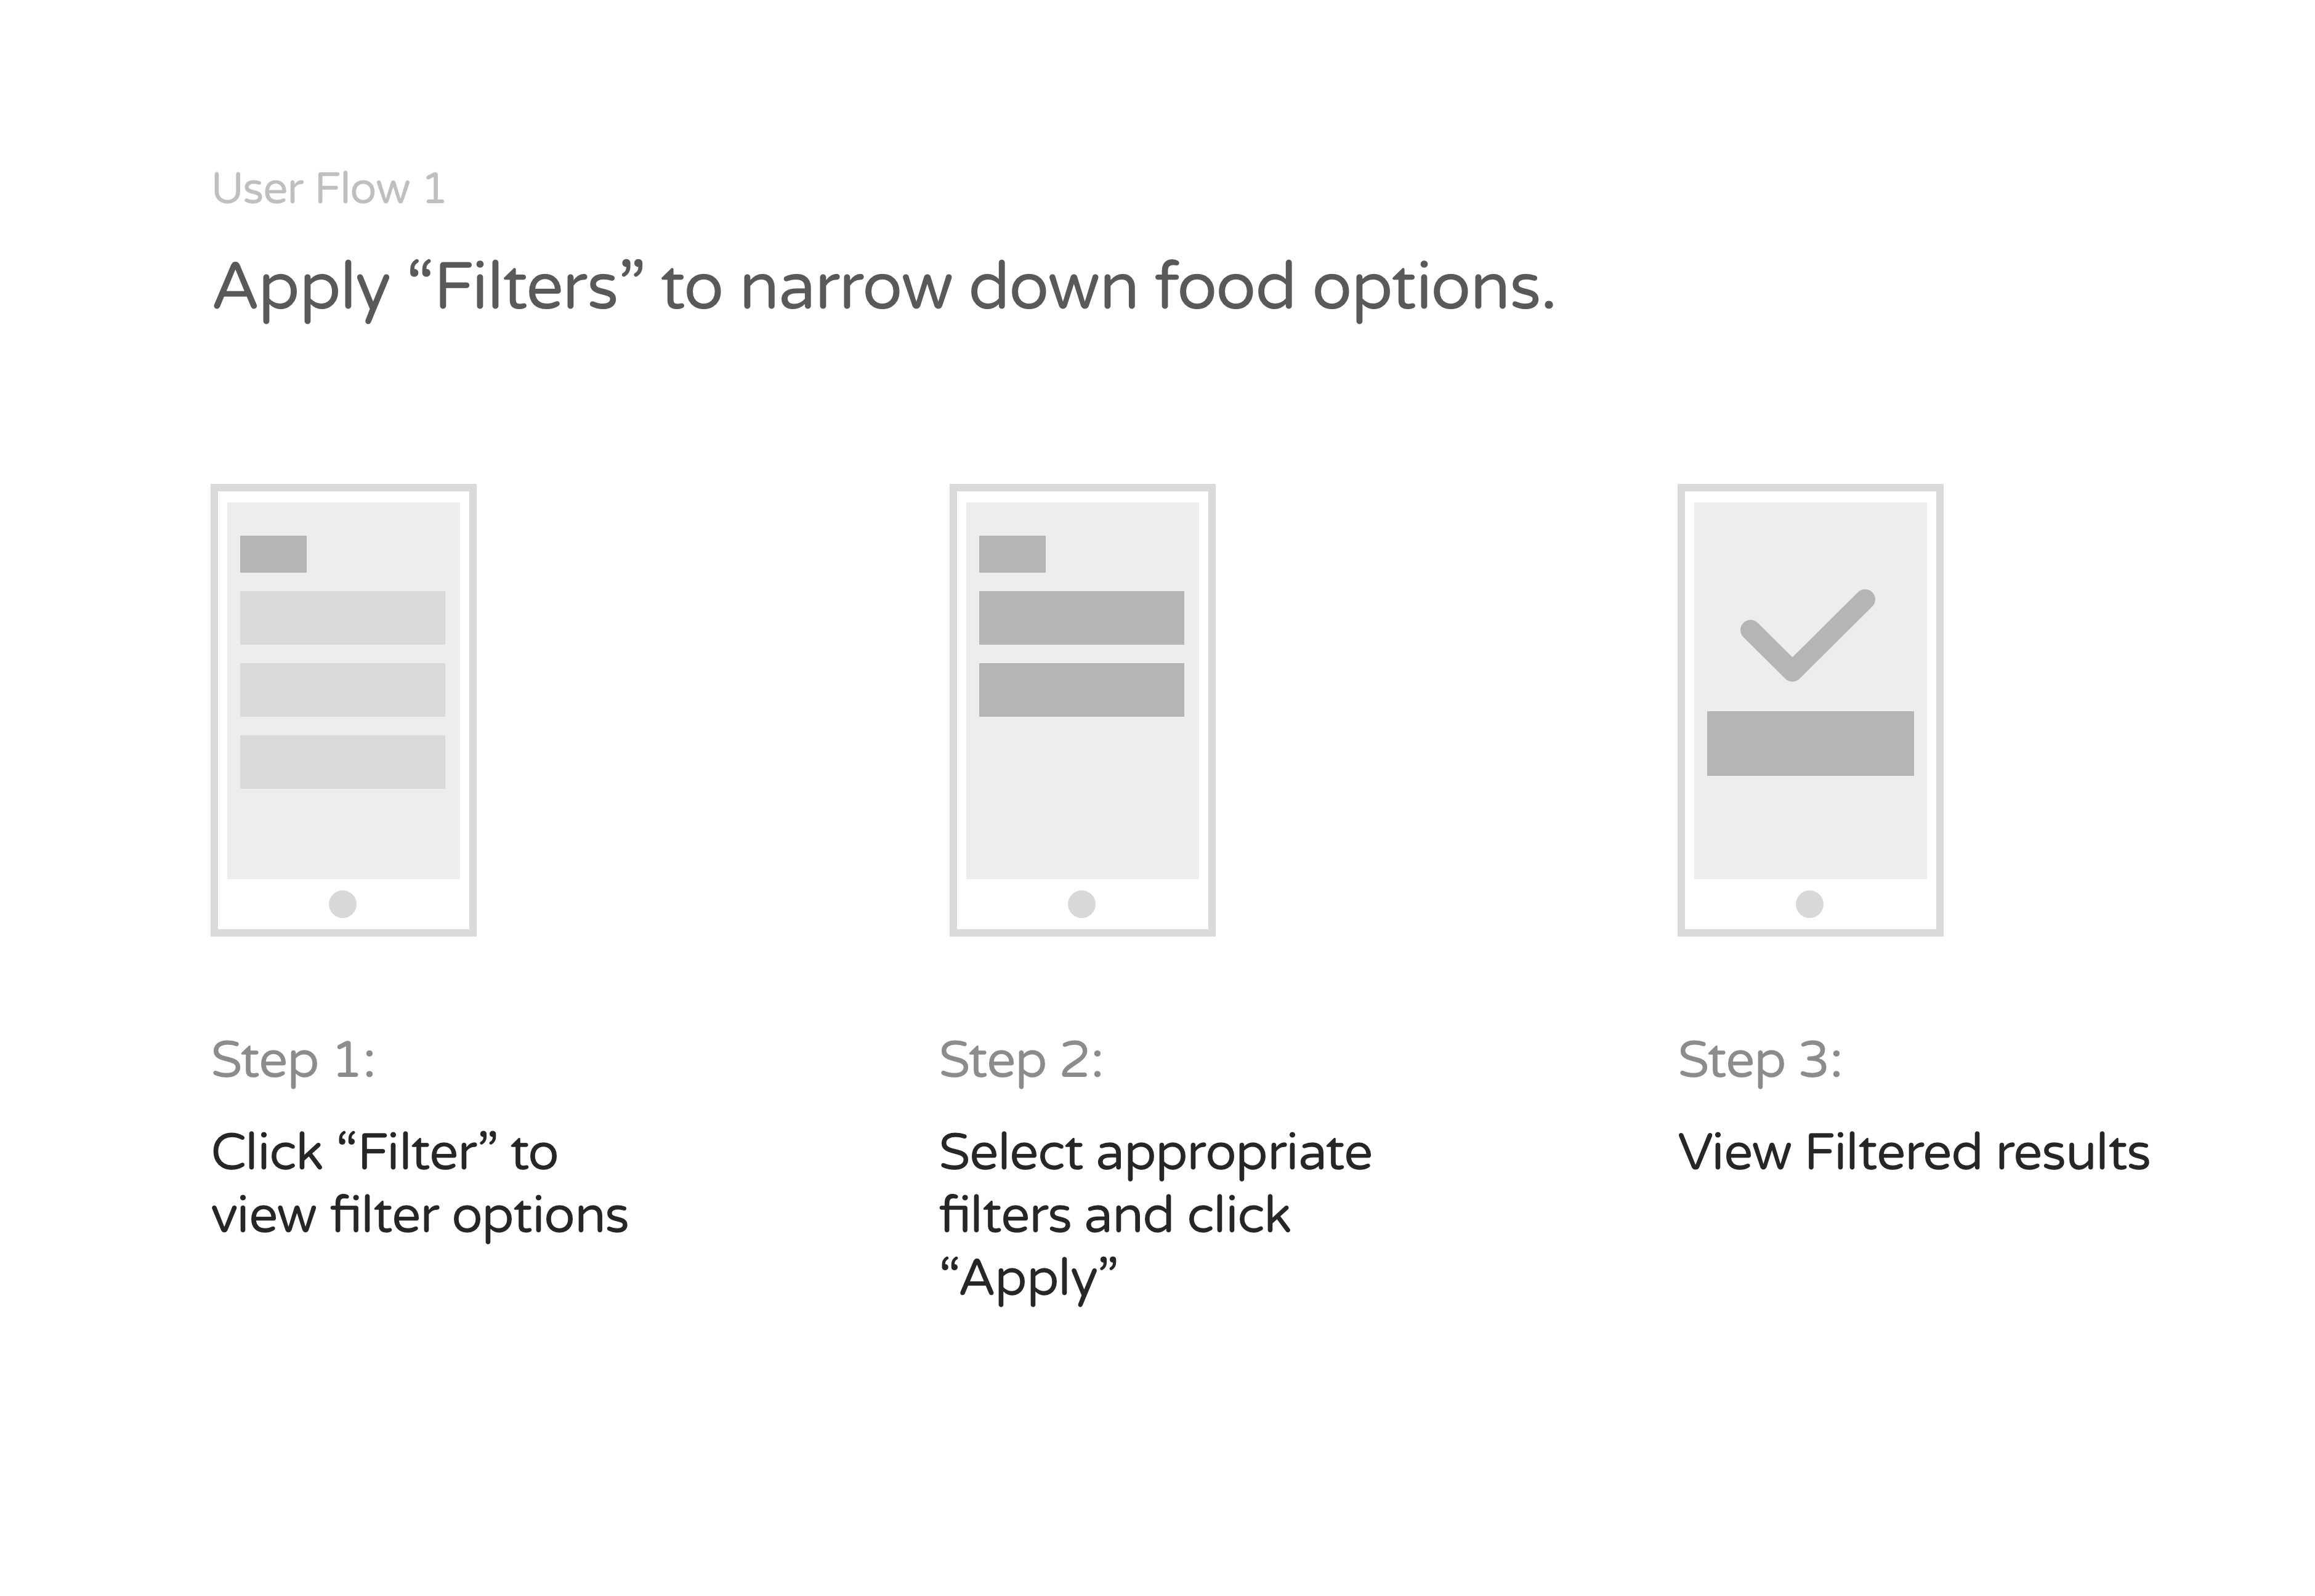 User Flow 1
Apply “Filters” to narrow down food options.
Step 1:
Click “Filter” to
view filter options
Step 2:
Select appropriate
filters and click
“Apply”
Step 3:
View Filtered results